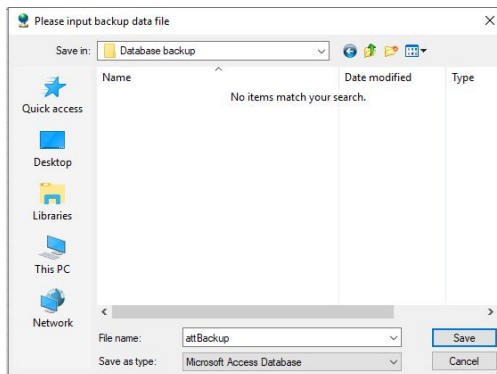 Please input backup data file
Save in: Database backup
Name Date modified Type
No items match your search.
Quick access
Desktop
Libraries
This PC
Network
File name: attBackup Save
Save as type: Microsoft Access Database Cancel